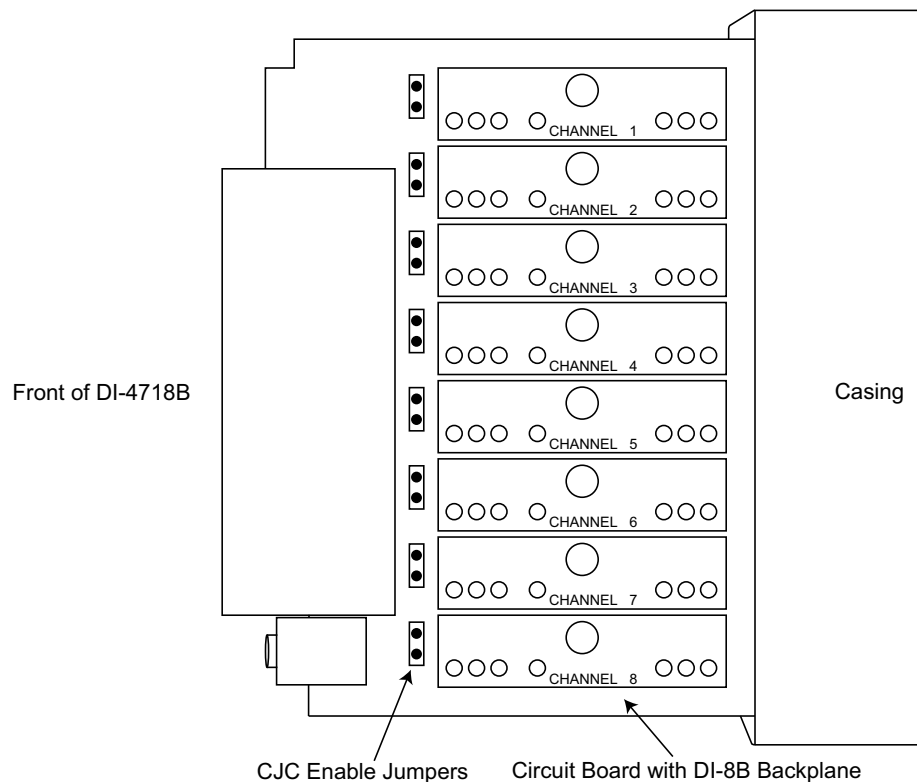 CHANNEL 1
CHANNEL 2
CHANNEL 3
CHANNEL 4
Front of DI-4718B
Casing
CHANNEL 5
CHANNEL 6
CHANNEL 7
CHANNEL 8
CJC Enable Jumpers
Circuit Board with DI-8B Backplane